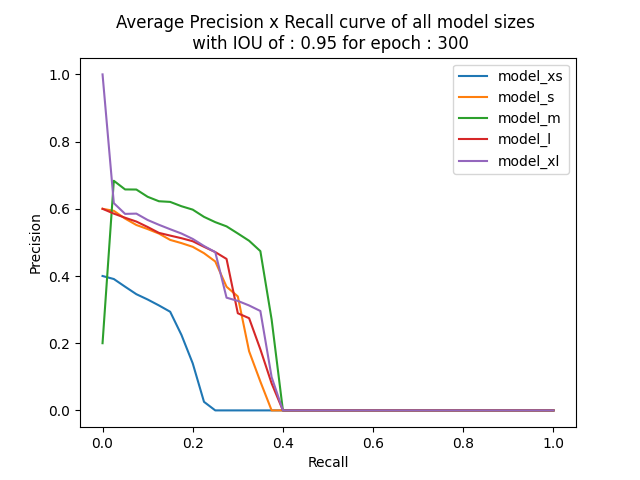 Average Precision x Recall curve of all model sizes
with IOU of : 0.95 for epoch : 300
model_xs
model_s
model_m
model_l
model_xl
1.0
0.8
0.6
0.4
0.2
0.0
Precision
0.0 0.2 0.4 0.6 0.8 1.0
Recall